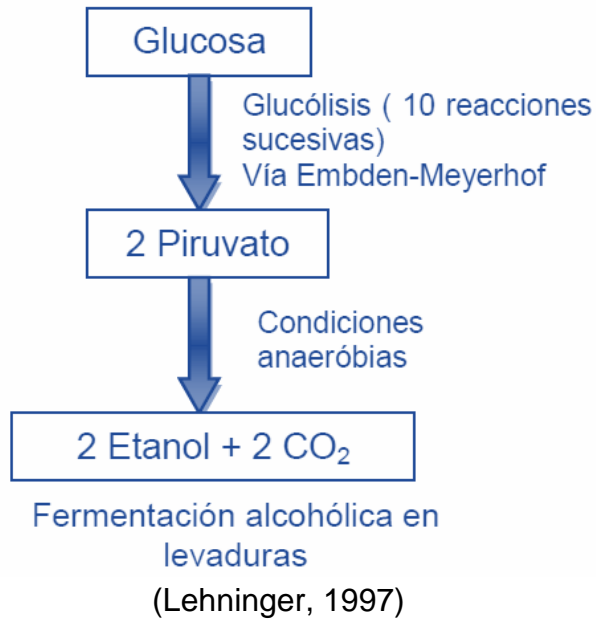 Glucosa
Glucólisis ( 10 reacciones
sucesivas)
Vía Embden-Meyerhof
2 Piruvato
Condiciones
anaeróbias
2 Etanol + 2 CO₂
Fermentación alcohólica en
levaduras
(Lehninger, 1997)